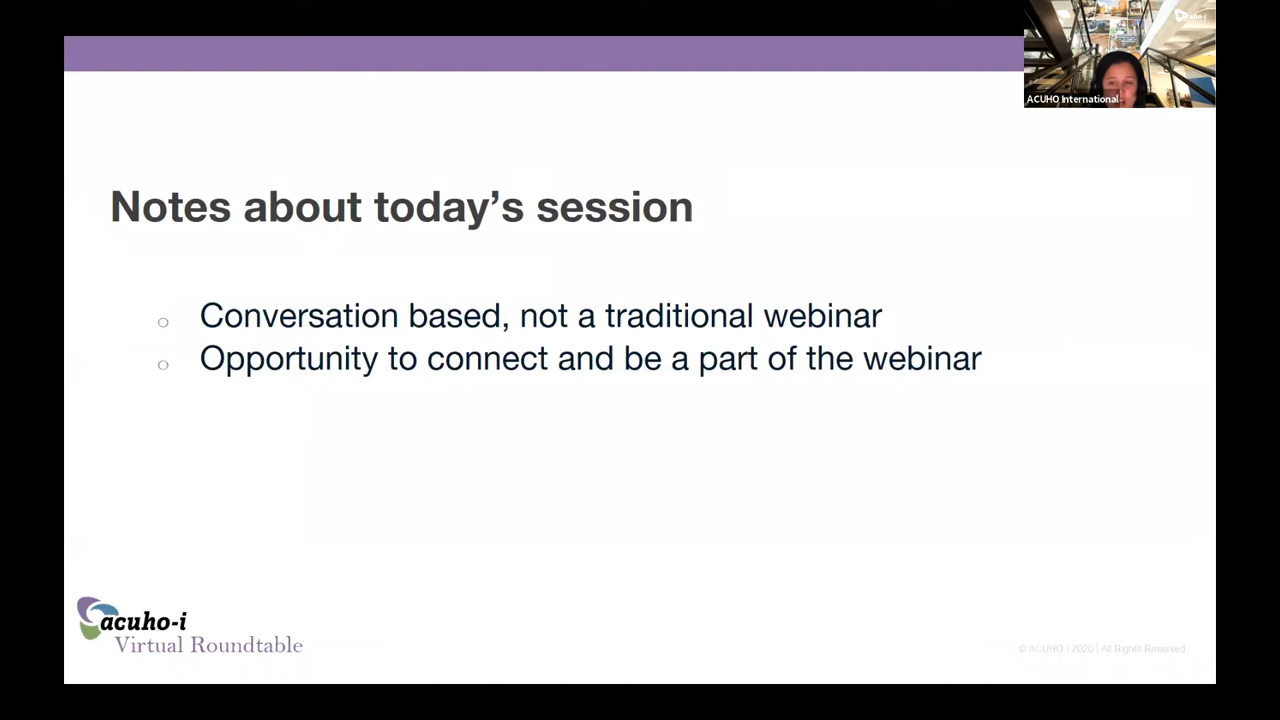 acuho-i
ACUHO International
Notes about today's session
Conversation based, not a traditional webinar
Opportunity to connect and be a part of the webinar
acuho-i
Virtual Roundtable
© ACUHO-I 2020 | All Rights Reserved